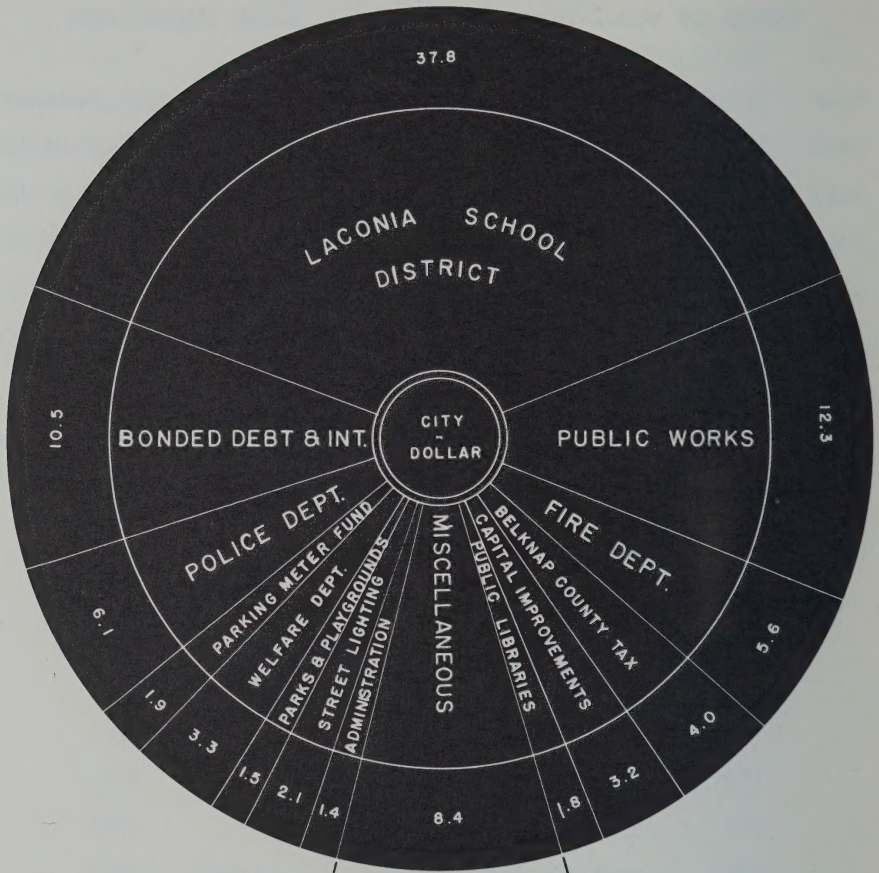 37.8
LACONIA SCHOOL
DISTRICT
10.5
BONDED DEBT & INT.
CITY
-
DOLLAR
PUBLIC WORKS
12.3
POLICE DEPT.
6.1
PARKING METER FUND
1.9
WELFARE DEPT.
3.3
PARKS & PLAYGROUNDS
1.5
STREET LIGHTING
2.1
ADMINISTRATION
1.4
MISCELLANEOUS
8.4
PUBLIC LIBRARIES
1.8
CAPITAL IMPROVEMENTS
3.2
BELKNAP COUNTY TAX
4.0
FIRE DEPT.
5.6